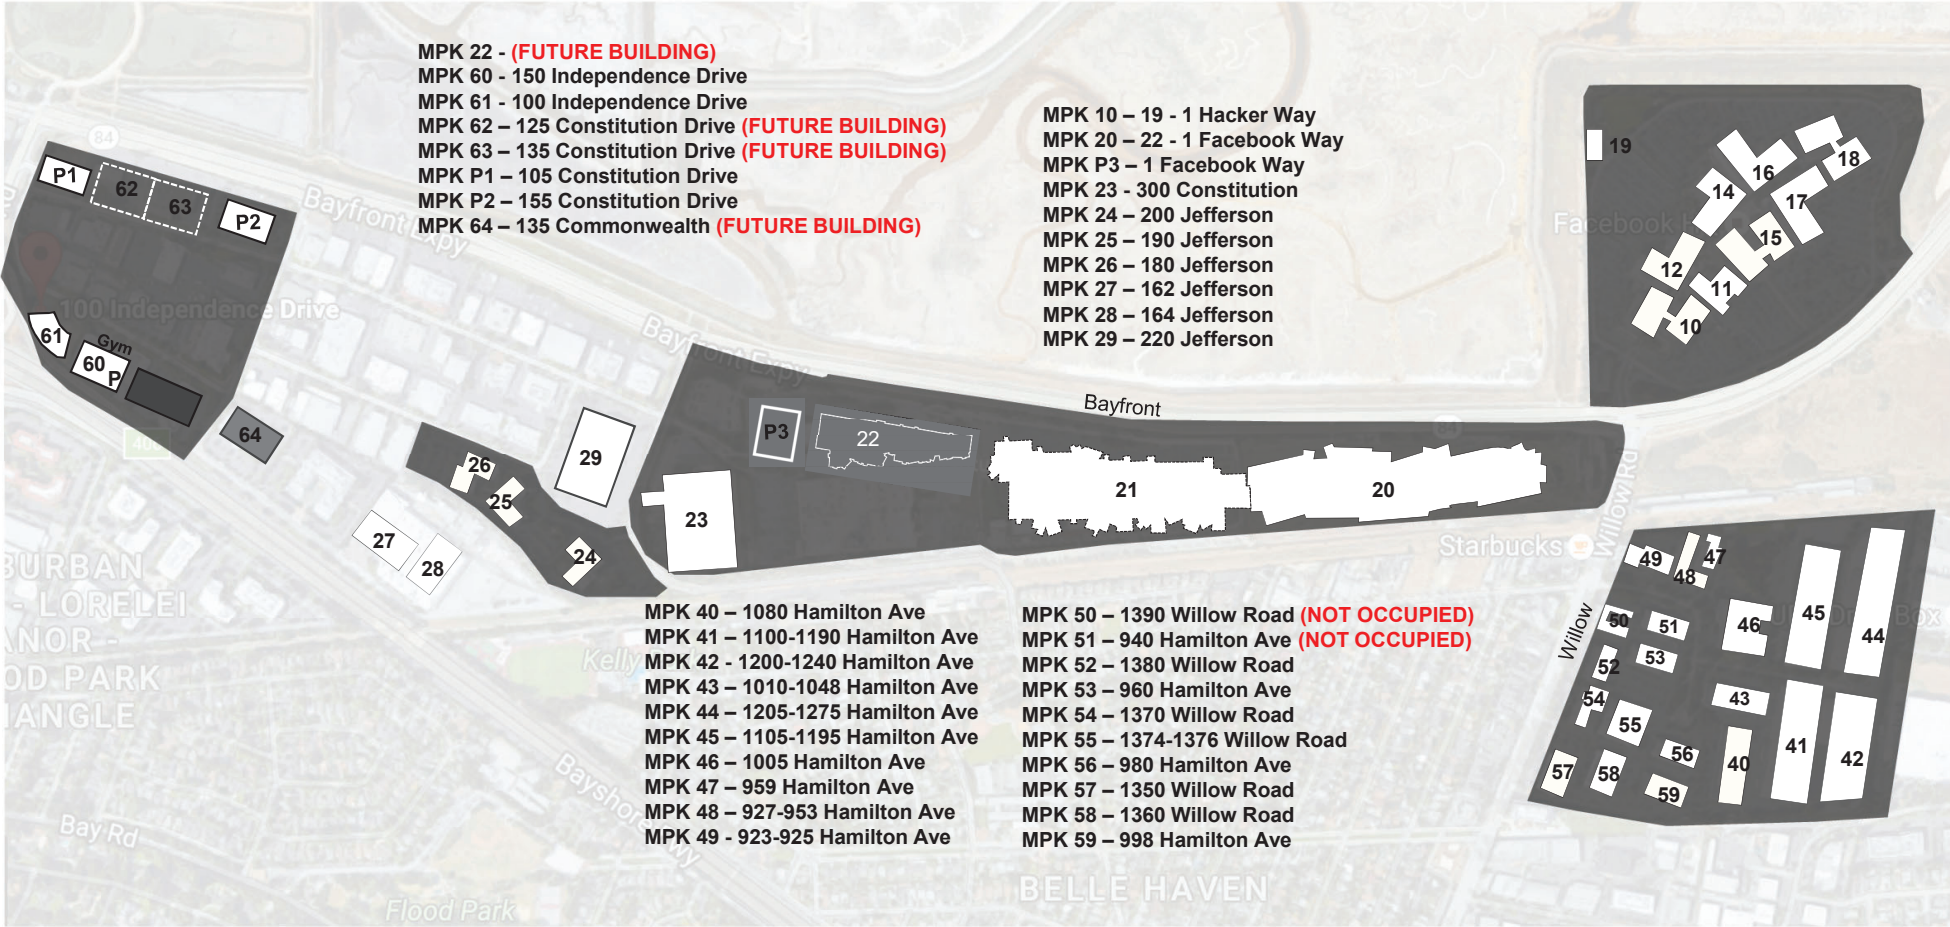 MPK 22 - (FUTURE BUILDING)
MPK 60 - 150 Independence Drive
MPK 61 - 100 Independence Drive
MPK 62 – 125 Constitution Drive (FUTURE BUILDING)
MPK 63 – 135 Constitution Drive (FUTURE BUILDING)
MPK P1 – 105 Constitution Drive
MPK P2 – 155 Constitution Drive
MPK 64 – 135 Commonwealth (FUTURE BUILDING)
MPK 10 – 19 - 1 Hacker Way
MPK 20 – 22 - 1 Facebook Way
MPK P3 – 1 Facebook Way
MPK 23 - 300 Constitution
MPK 24 – 200 Jefferson
MPK 25 – 190 Jefferson
MPK 26 – 180 Jefferson
MPK 27 – 162 Jefferson
MPK 28 – 164 Jefferson
MPK 29 – 220 Jefferson
84
P1
62
63
P2
Bayfront Expy
100 Independence Drive
61
Gym
60
P
64
Bayfront Expy
29
26
25
24
27
28
23
P3
22
21
20
Bayfront
84
19
18
16
14
17
15
12
11
10
Facebook
Willow Rd
Starbucks
BURBAN
- LORELEI
ANOR -
OD PARK
IANGLE
Kelly
Bayshore
wy
Bay Rd
Flood Park
BELLE HAVEN
MPK 40 – 1080 Hamilton Ave
MPK 41 – 1100-1190 Hamilton Ave
MPK 42 - 1200-1240 Hamilton Ave
MPK 43 – 1010-1048 Hamilton Ave
MPK 44 – 1205-1275 Hamilton Ave
MPK 45 – 1105-1195 Hamilton Ave
MPK 46 – 1005 Hamilton Ave
MPK 47 – 959 Hamilton Ave
MPK 48 – 927-953 Hamilton Ave
MPK 49 - 923-925 Hamilton Ave
MPK 50 – 1390 Willow Road (NOT OCCUPIED)
MPK 51 – 940 Hamilton Ave (NOT OCCUPIED)
MPK 52 – 1380 Willow Road
MPK 53 – 960 Hamilton Ave
MPK 54 – 1370 Willow Road
MPK 55 – 1374-1376 Willow Road
MPK 56 – 980 Hamilton Ave
MPK 57 – 1350 Willow Road
MPK 58 – 1360 Willow Road
MPK 59 – 998 Hamilton Ave
Willow
49
48
47
50
51
46
45
44
52
53
54
55
43
56
40
41
42
57
58
59
Box